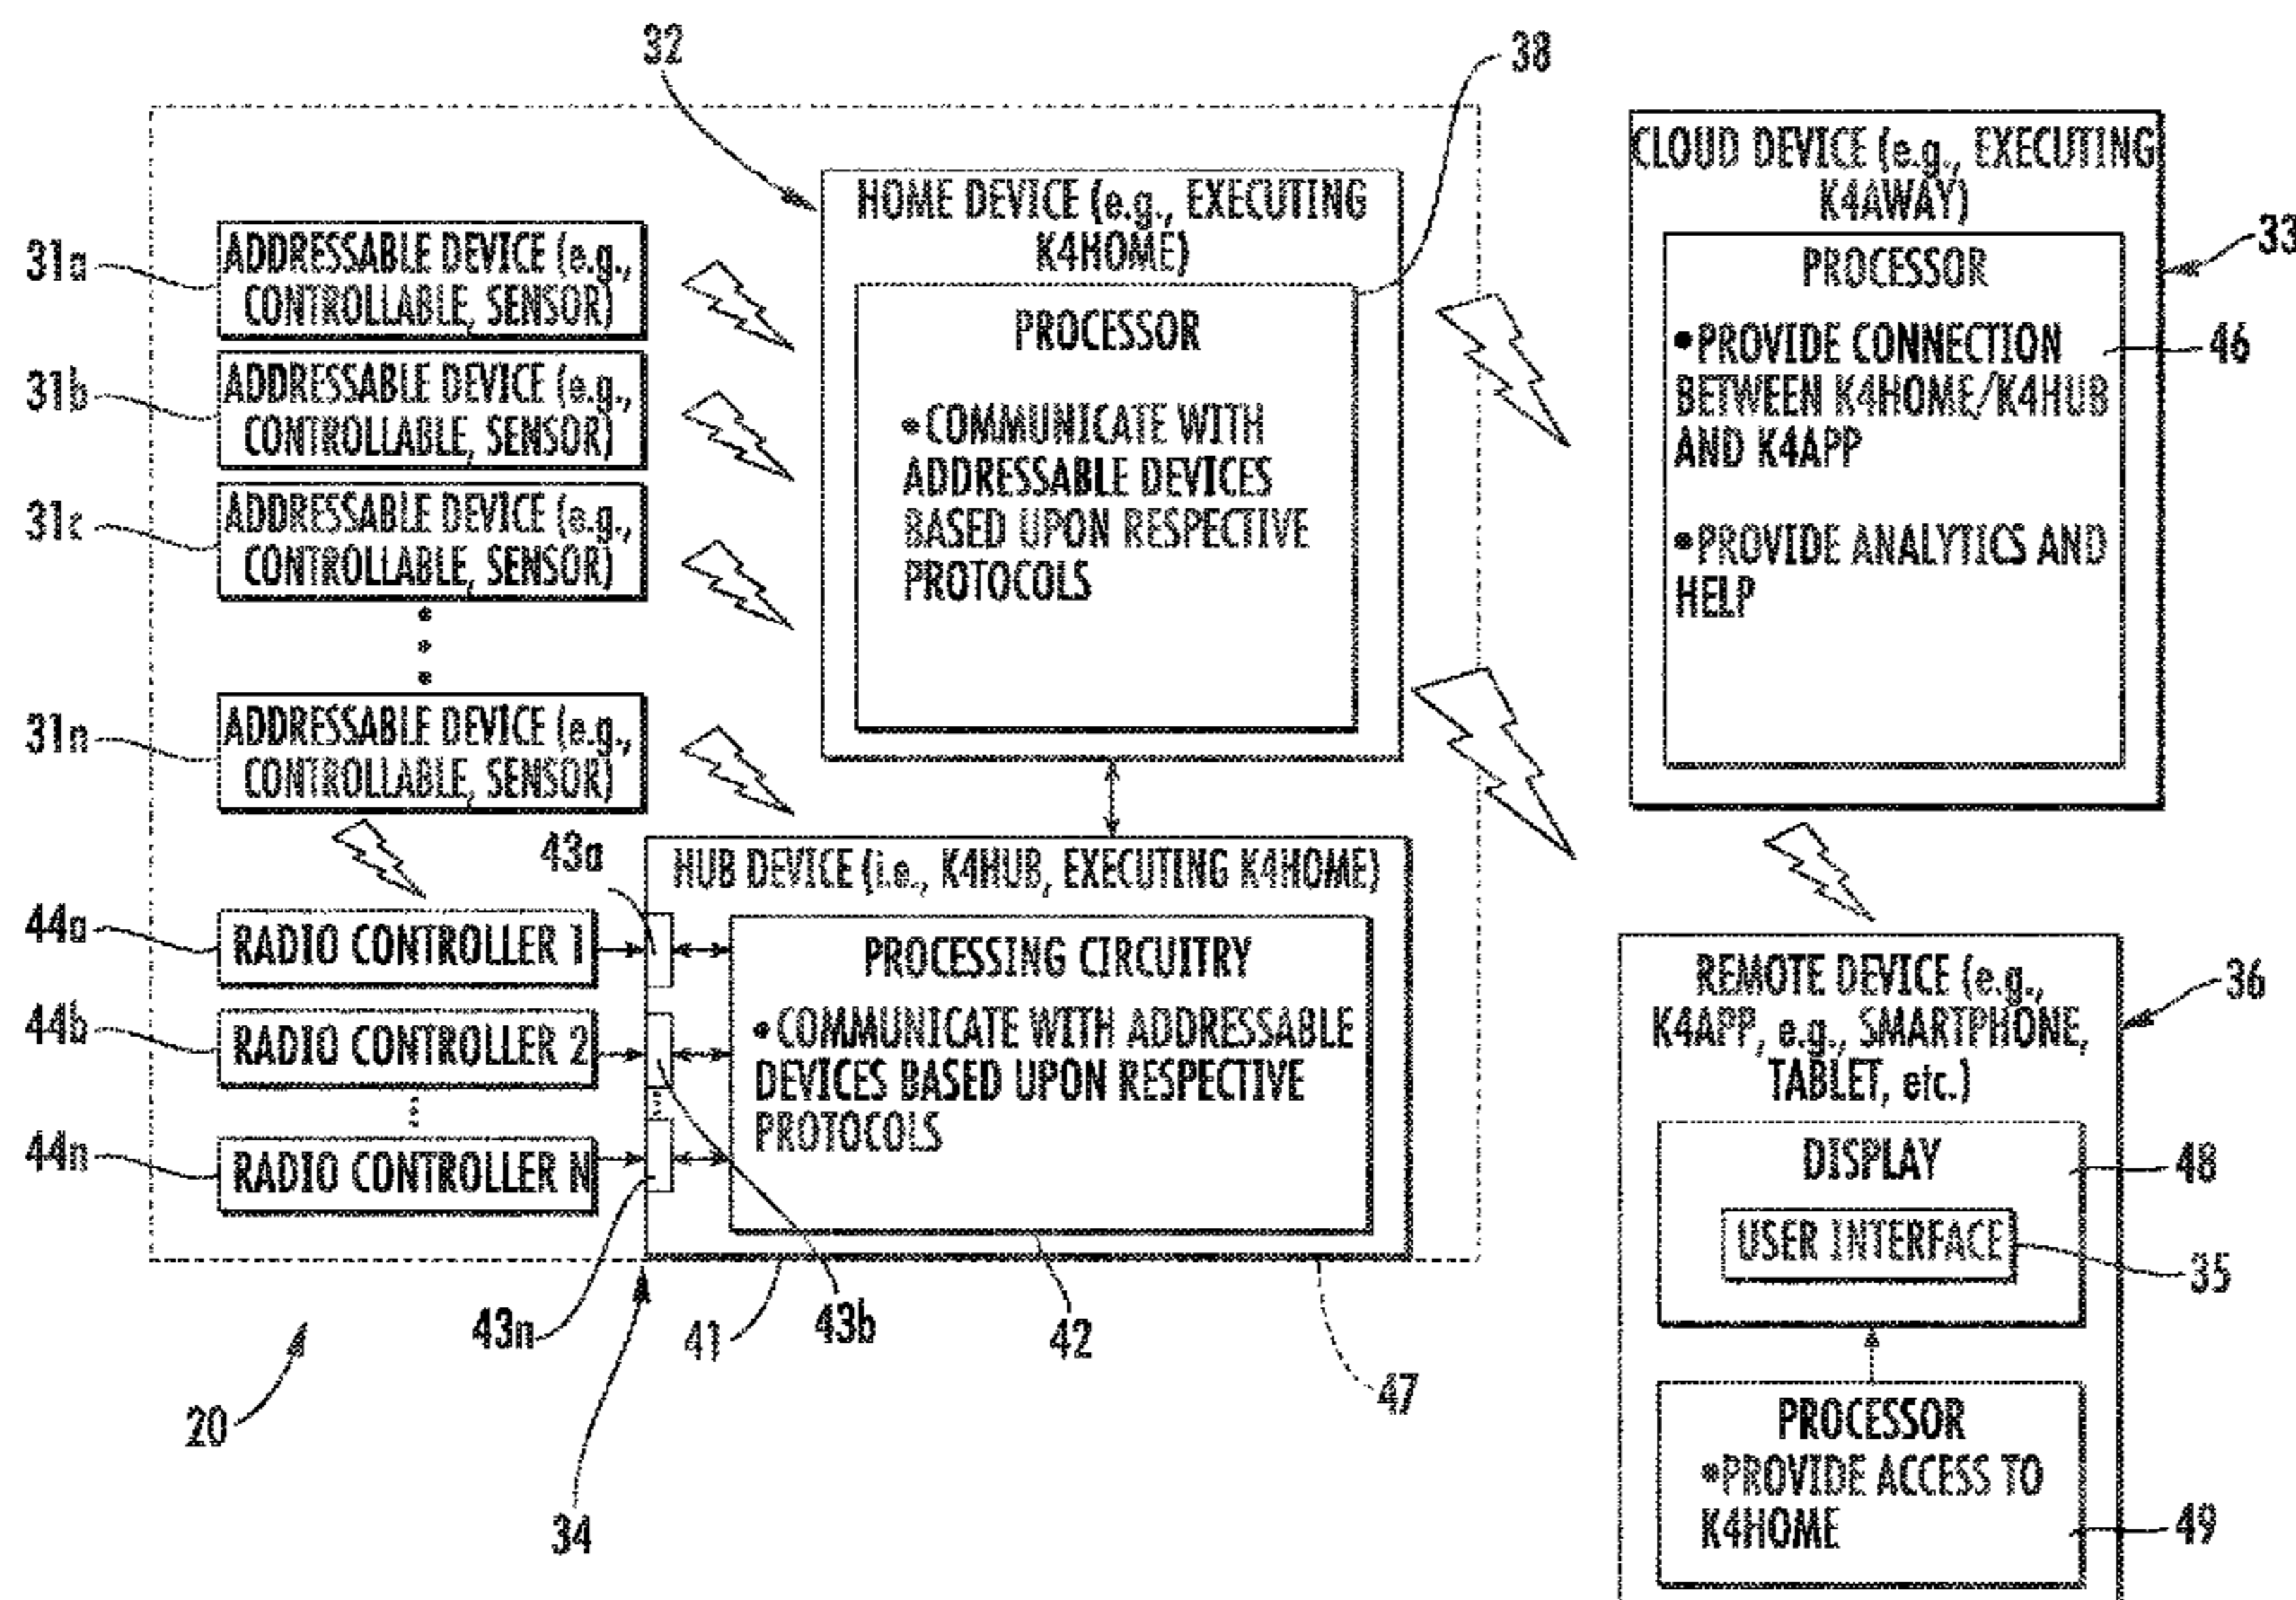 32
38
HOME DEVICE (e.g., EXECUTING
K4HOME)
PROCESSOR
•COMMUNICATE WITH
ADDRESSABLE DEVICES
BASED UPON RESPECTIVE
PROTOCOLS
CLOUD DEVICE (e.g., EXECUTING
K4AWAY)
33
PROCESSOR
•PROVIDE CONNECTION
BETWEEN K4HOME/K4HUB
AND K4APP
46
•PROVIDE ANALYTICS AND
HELP
31a
ADDRESSABLE DEVICE (e.g.,
CONTROLLABLE, SENSOR)
31b
ADDRESSABLE DEVICE (e.g.,
CONTROLLABLE, SENSOR)
31c
ADDRESSABLE DEVICE (e.g.,
CONTROLLABLE, SENSOR)
31n
ADDRESSABLE DEVICE (e.g.,
CONTROLLABLE, SENSOR)
43a
HUB DEVICE (i.e., K4HUB, EXECUTING K4HOME)
44a
RADIO CONTROLLER 1
44b
RADIO CONTROLLER 2
44n
RADIO CONTROLLER N
PROCESSING CIRCUITRY
•COMMUNICATE WITH ADDRESSABLE
DEVICES BASED UPON RESPECTIVE
PROTOCOLS
REMOTE DEVICE (e.g.,
K4APP, e.g., SMARTPHONE,
TABLET, etc.)
36
DISPLAY
48
USER INTERFACE
35
PROCESSOR
•PROVIDE ACCESS TO
K4HOME
49
43n
41
43b
42
47
20
34